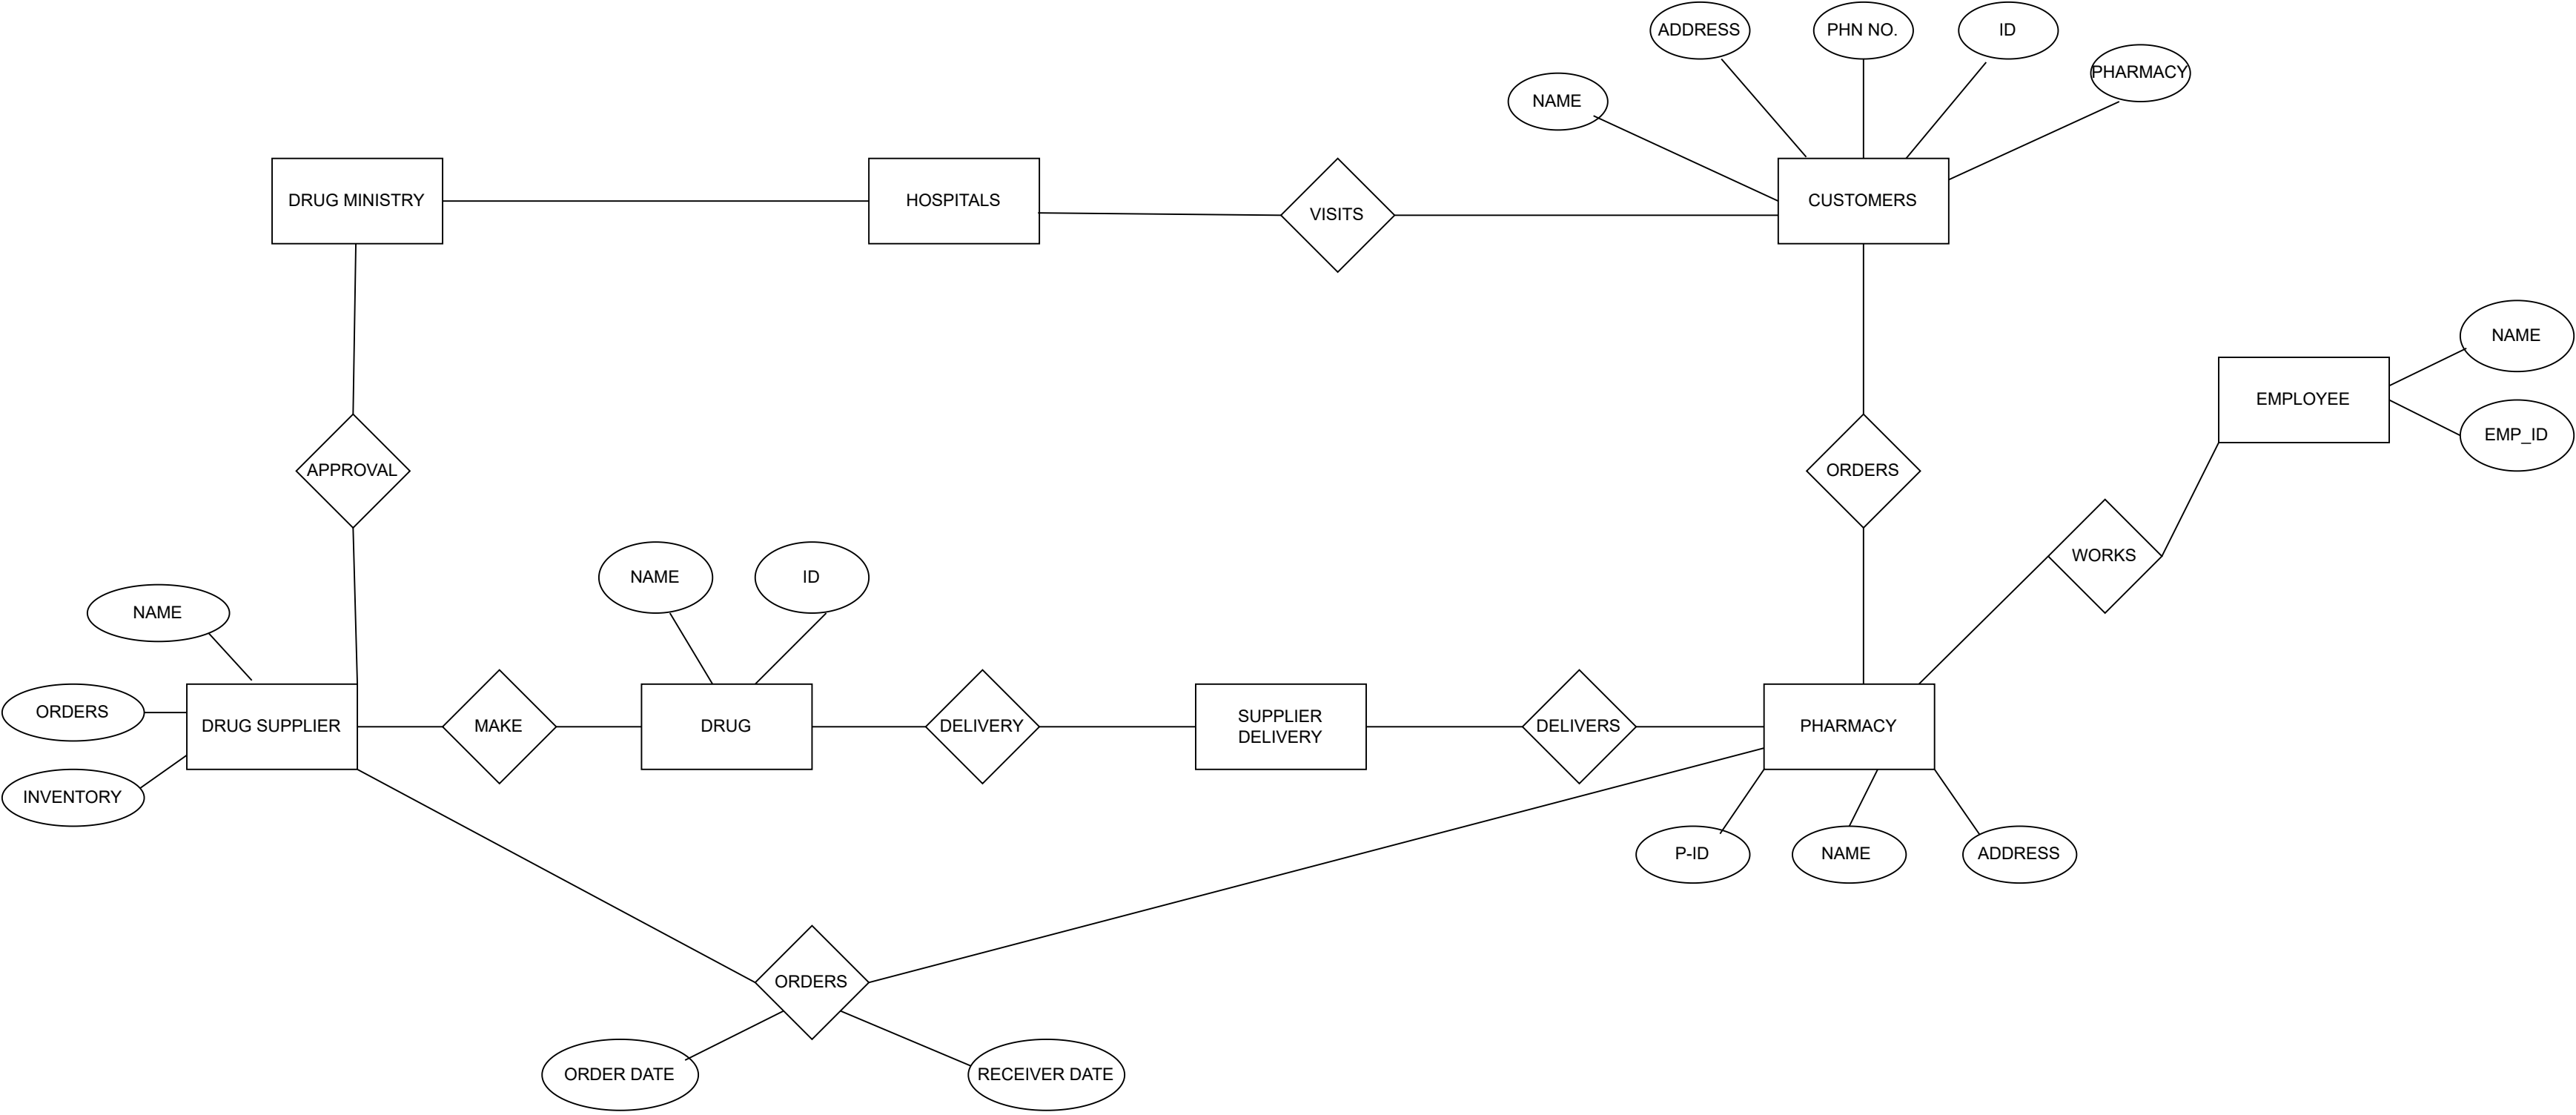 ADDRESS
PHN NO.
ID
PHARMACY
NAME
DRUG MINISTRY
HOSPITALS
VISITS
CUSTOMERS
NAME
EMPLOYEE
EMP_ID
APPROVAL
ORDERS
WORKS
NAME
ID
NAME
ORDERS
DRUG SUPPLIER
MAKE
DRUG
DELIVERY
SUPPLIER
DELIVERY
DELIVERS
PHARMACY
INVENTORY
P-ID
NAME
ADDRESS
ORDERS
ORDER DATE
RECEIVER DATE